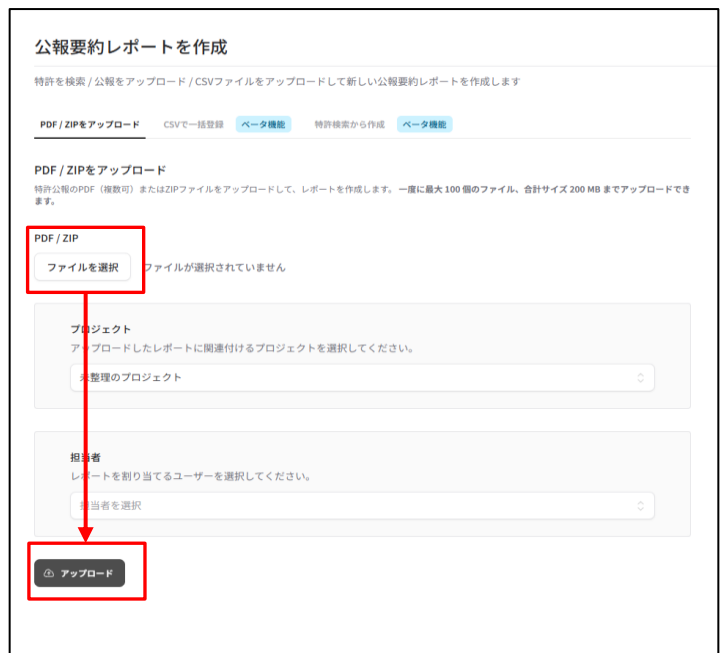 公報要約レポートを作成
特許を検索 / 公報をアップロード / CSVファイルをアップロードして新しい公報要約レポートを作成します
PDF / ZIPをアップロード CSVで一括登録 ベータ機能 特許検索から作成 ベータ機能
PDF / ZIPをアップロード
特許公報のPDF（複数可）またはZIPファイルをアップロードして、レポートを作成します。一度に最大 100 個のファイル、合計サイズ 200 MB までアップロードでき
ます。
PDF / ZIP
ファイルを選択 ファイルが選択されていません
プロジェクト
アップロードしたレポートに関連付けるプロジェクトを選択してください。
未整理のプロジェクト
担当者
レポートを割り当てるユーザーを選択してください。
担当者を選択
アップロード